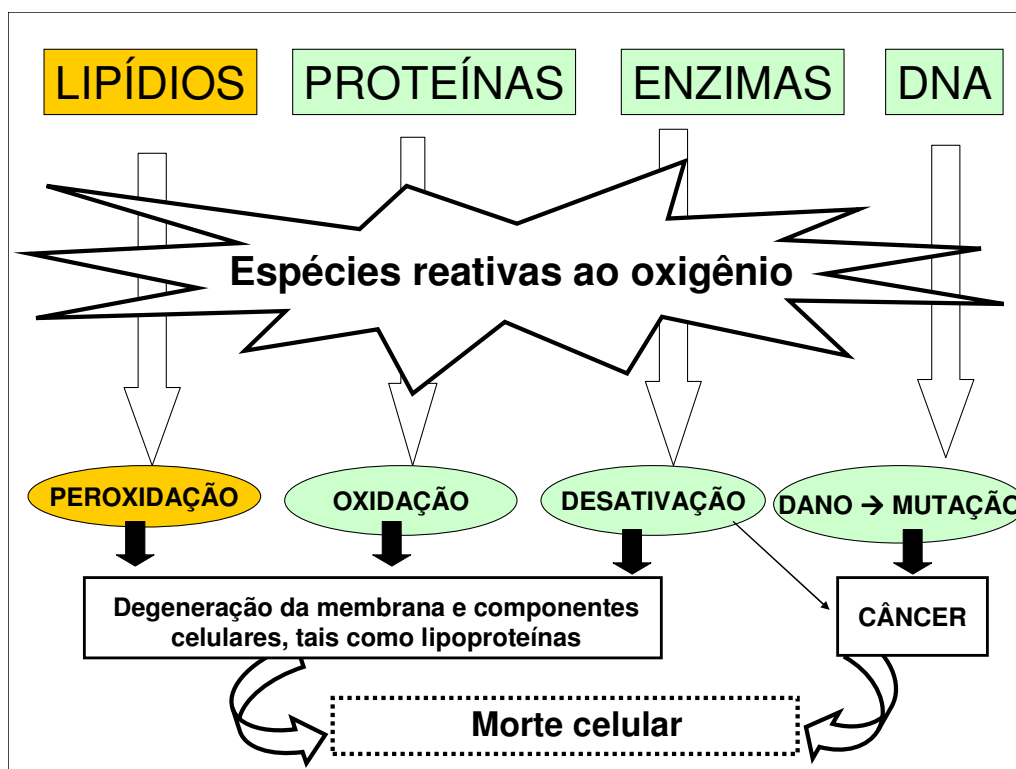 LIPÍDIOS
PROTEÍNAS
ENZIMAS
DNA
Espécies reativas ao oxigênio
PEROXIDAÇÃO
OXIDAÇÃO
DESATIVAÇÃO
DANO → MUTAÇÃO
Degeneração da membrana e componentes
celulares, tais como lipoproteínas
CÂNCER
Morte celular